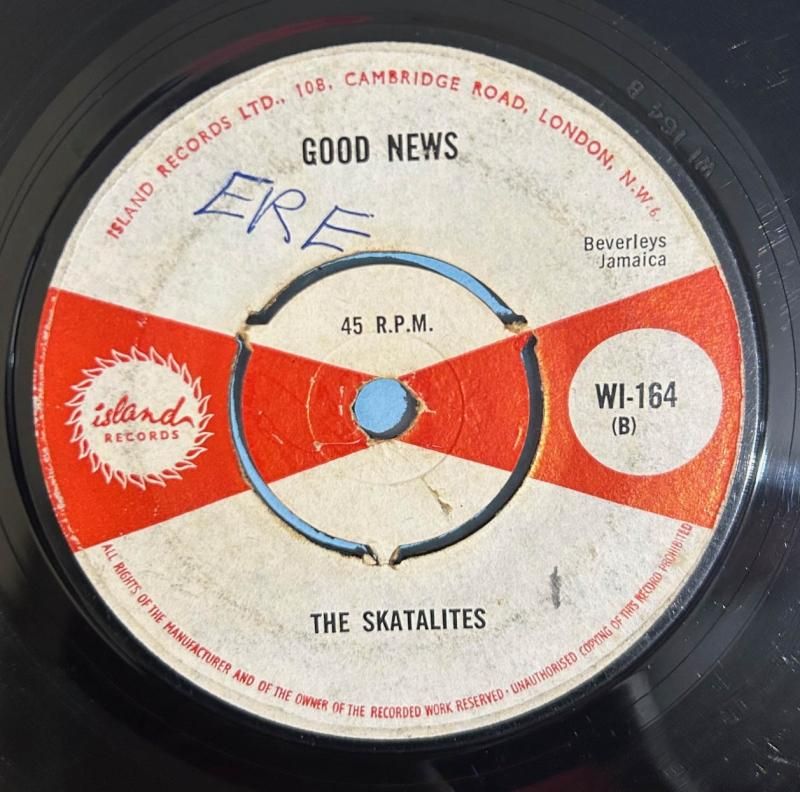 ISLAND RECORDS LTD., 108, CAMBRIDGE ROAD, LONDON, N.W.6.
WI 164 B
GOOD NEWS
ERE
Beverleys
Jamaica
45 R.P.M.
island
RECORDS
WI-164
(B)
THE SKATALITES
ALL RIGHTS OF THE MANUFACTURER AND OF THE OWNER OF THE RECORDED WORK RESERVED · UNAUTHORISED COPYING OF THIS RECORD PROHIBITED